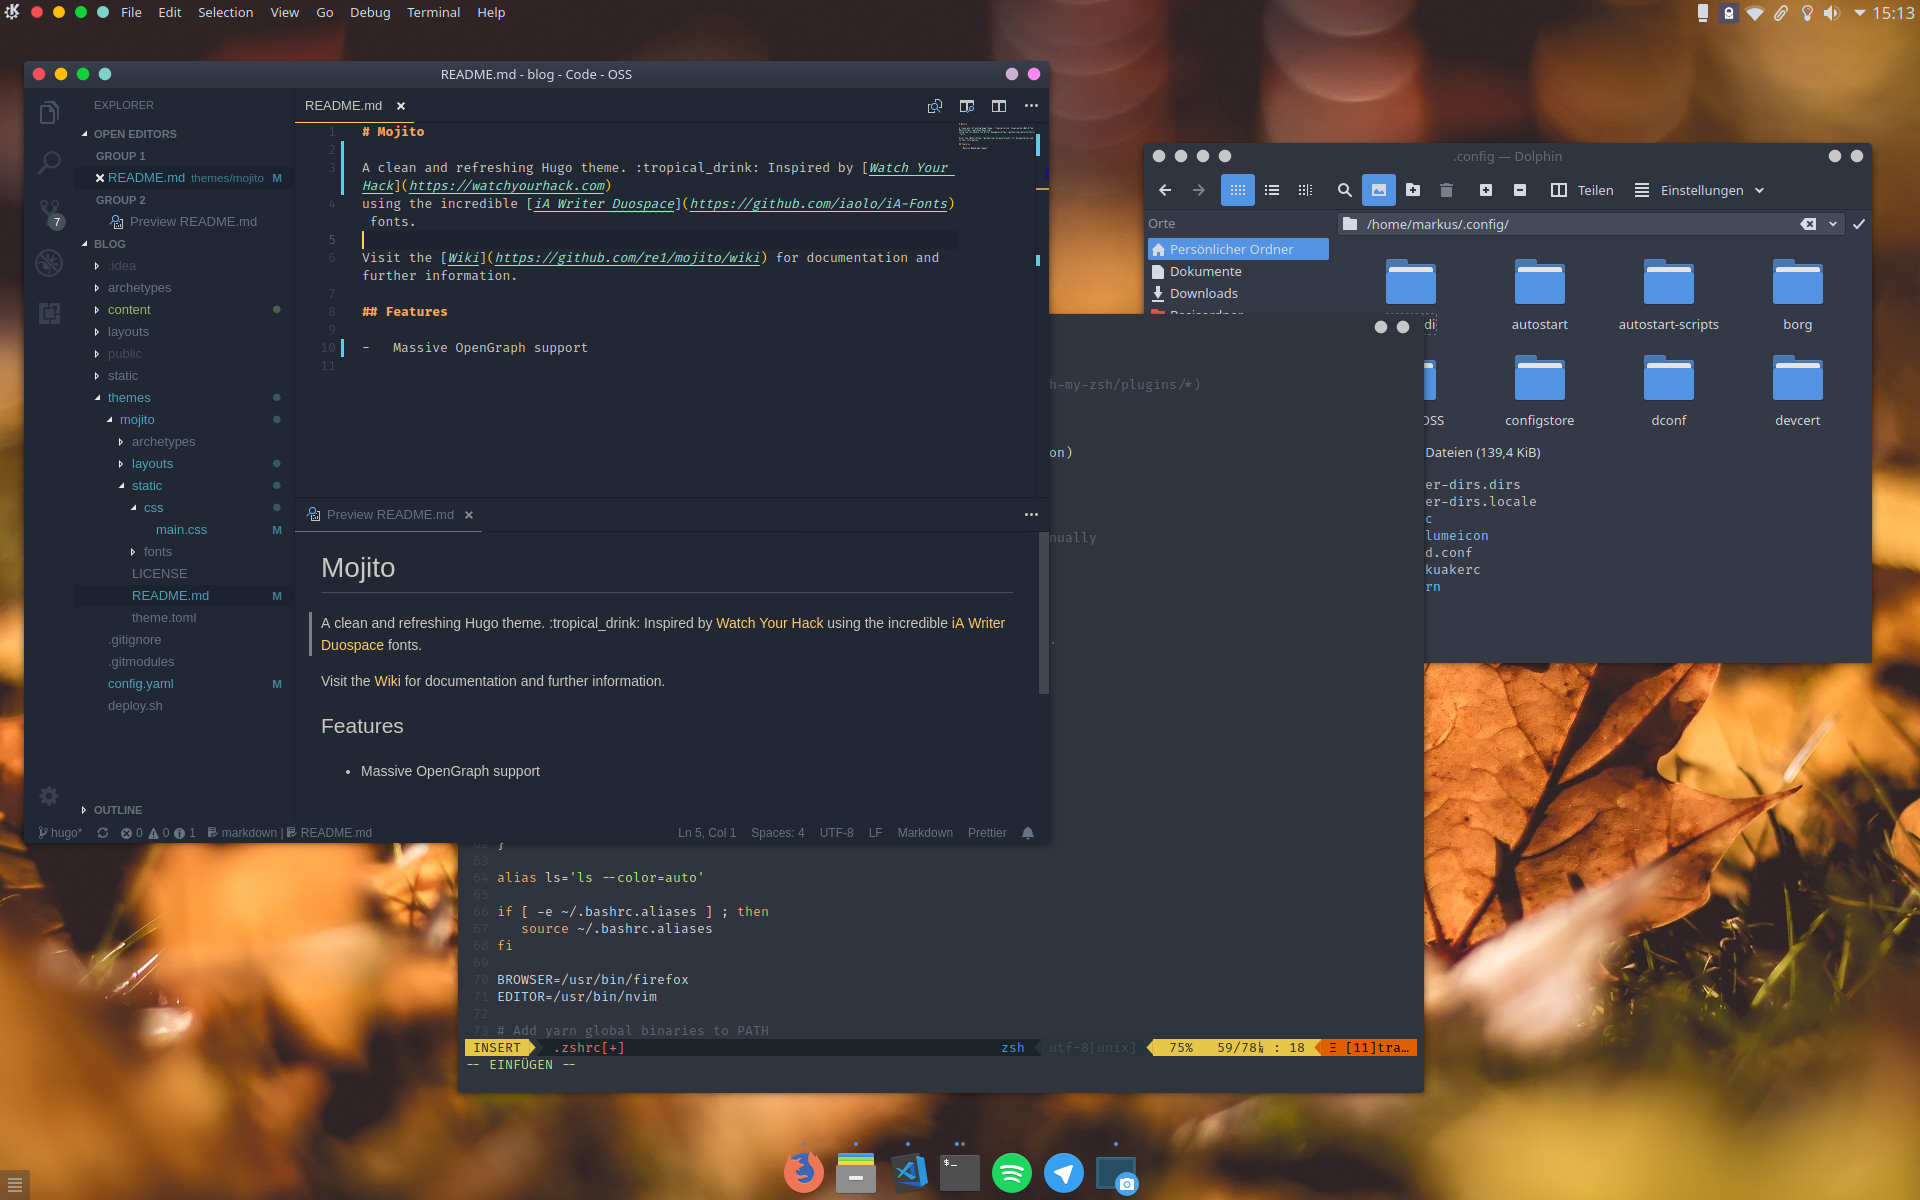 File Edit Selection View Go Debug Terminal Help
15:13
README.md - blog - Code - OSS
EXPLORER
OPEN EDITORS
GROUP 1
README.md themes/mojito M
GROUP 2
Preview README.md
BLOG
.idea
archetypes
content
layouts
public
static
themes
mojito
archetypes
layouts
static
css
main.css M
fonts
LICENSE
README.md M
theme.toml
.gitignore
.gitmodules
config.yaml M
deploy.sh
OUTLINE
7
README.md
1 # Mojito
2
3 A clean and refreshing Hugo theme. :tropical_drink: Inspired by [Watch Your
Hack](https://watchyourhack.com)
4 using the incredible [iA Writer Duospace](https://github.com/iaolo/iA-Fonts)
fonts.
5
6 Visit the [Wiki](https://github.com/re1/mojito/wiki) for documentation and
further information.
7
8 ## Features
9
10 -   Massive OpenGraph support
11
Preview README.md
Mojito
A clean and refreshing Hugo theme. :tropical_drink: Inspired by Watch Your Hack using the incredible iA Writer
Duospace fonts.
Visit the Wiki for documentation and further information.
Features
• Massive OpenGraph support
hugo* 0 0 1 markdown | README.md Ln 5, Col 1 Spaces: 4 UTF-8 LF Markdown Prettier
.config — Dolphin
Teilen Einstellungen
Orte
/home/markus/.config/
Persönlicher Ordner
Dokumente
Downloads
di autostart autostart-scripts borg
OSS configstore dconf devcert
Dateien (139,4 KiB)
er-dirs.dirs
er-dirs.locale
c
lumeicon
d.conf
kuakerc
rn
h-my-zsh/plugins/*)
on)
nually
62 }
63
64 alias ls='ls --color=auto'
65
66 if [ -e ~/.bashrc.aliases ] ; then
67 source ~/.bashrc.aliases
68 fi
69
70 BROWSER=/usr/bin/firefox
71 EDITOR=/usr/bin/nvim
72
73 # Add yarn global binaries to PATH
INSERT .zshrc[+] zsh utf-8[unix] 75% 59/78 : 18 Ξ [11]tra…
-- EINFÜGEN --
$_